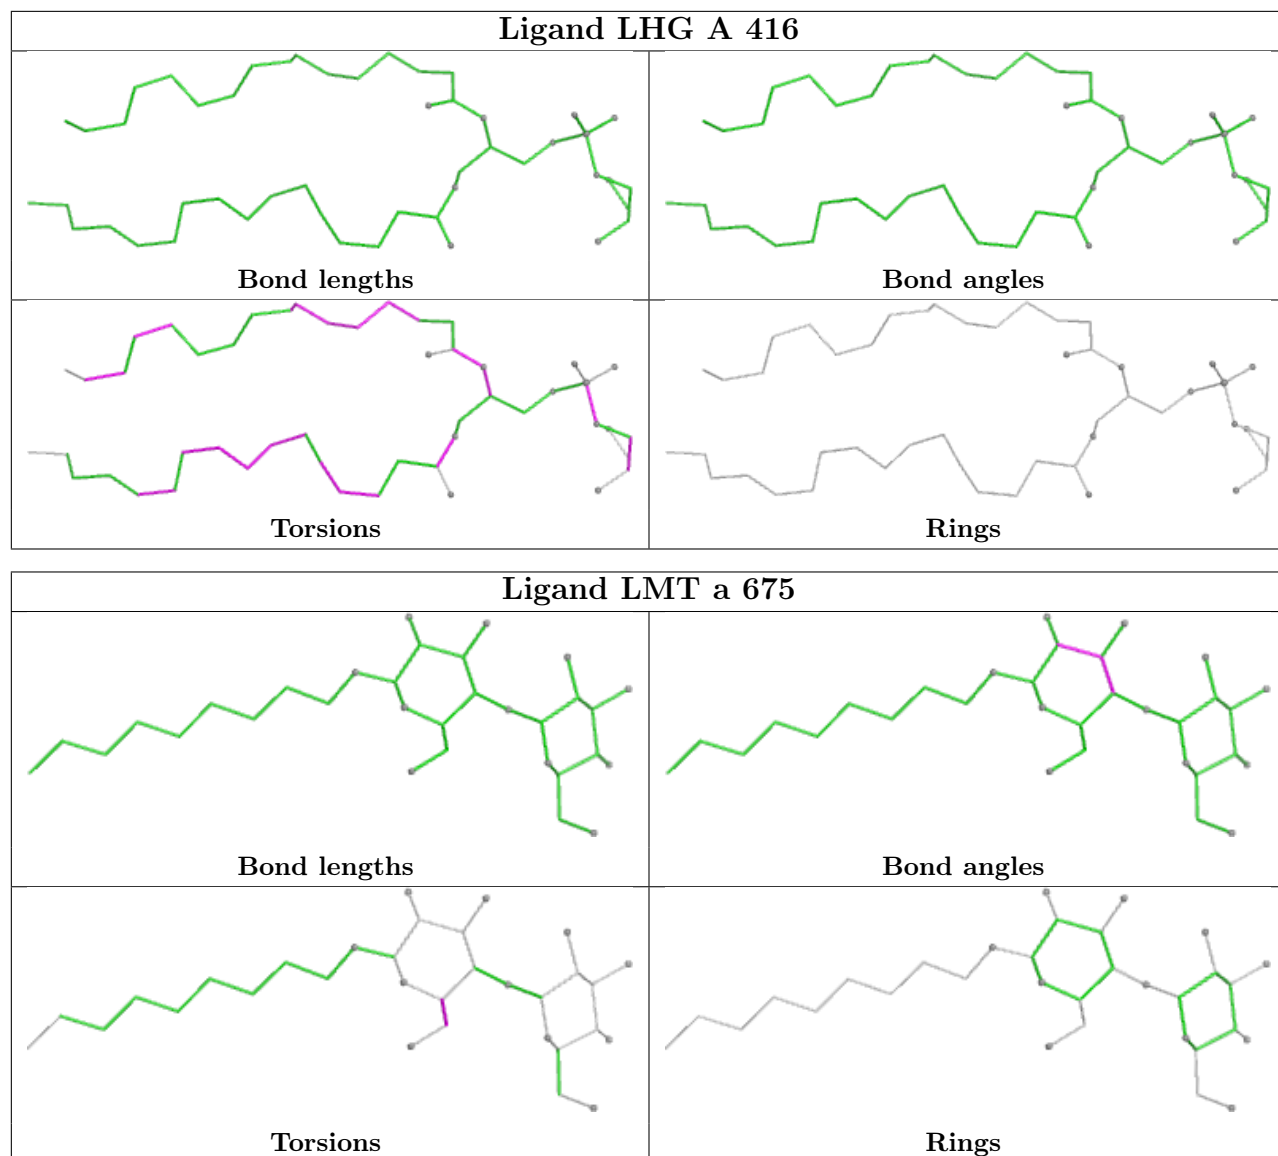 Ligand LHG A 416
Bond lengths
Bond angles
Torsions
Rings
Ligand LMT a 675
Bond lengths
Bond angles
Torsions
Rings